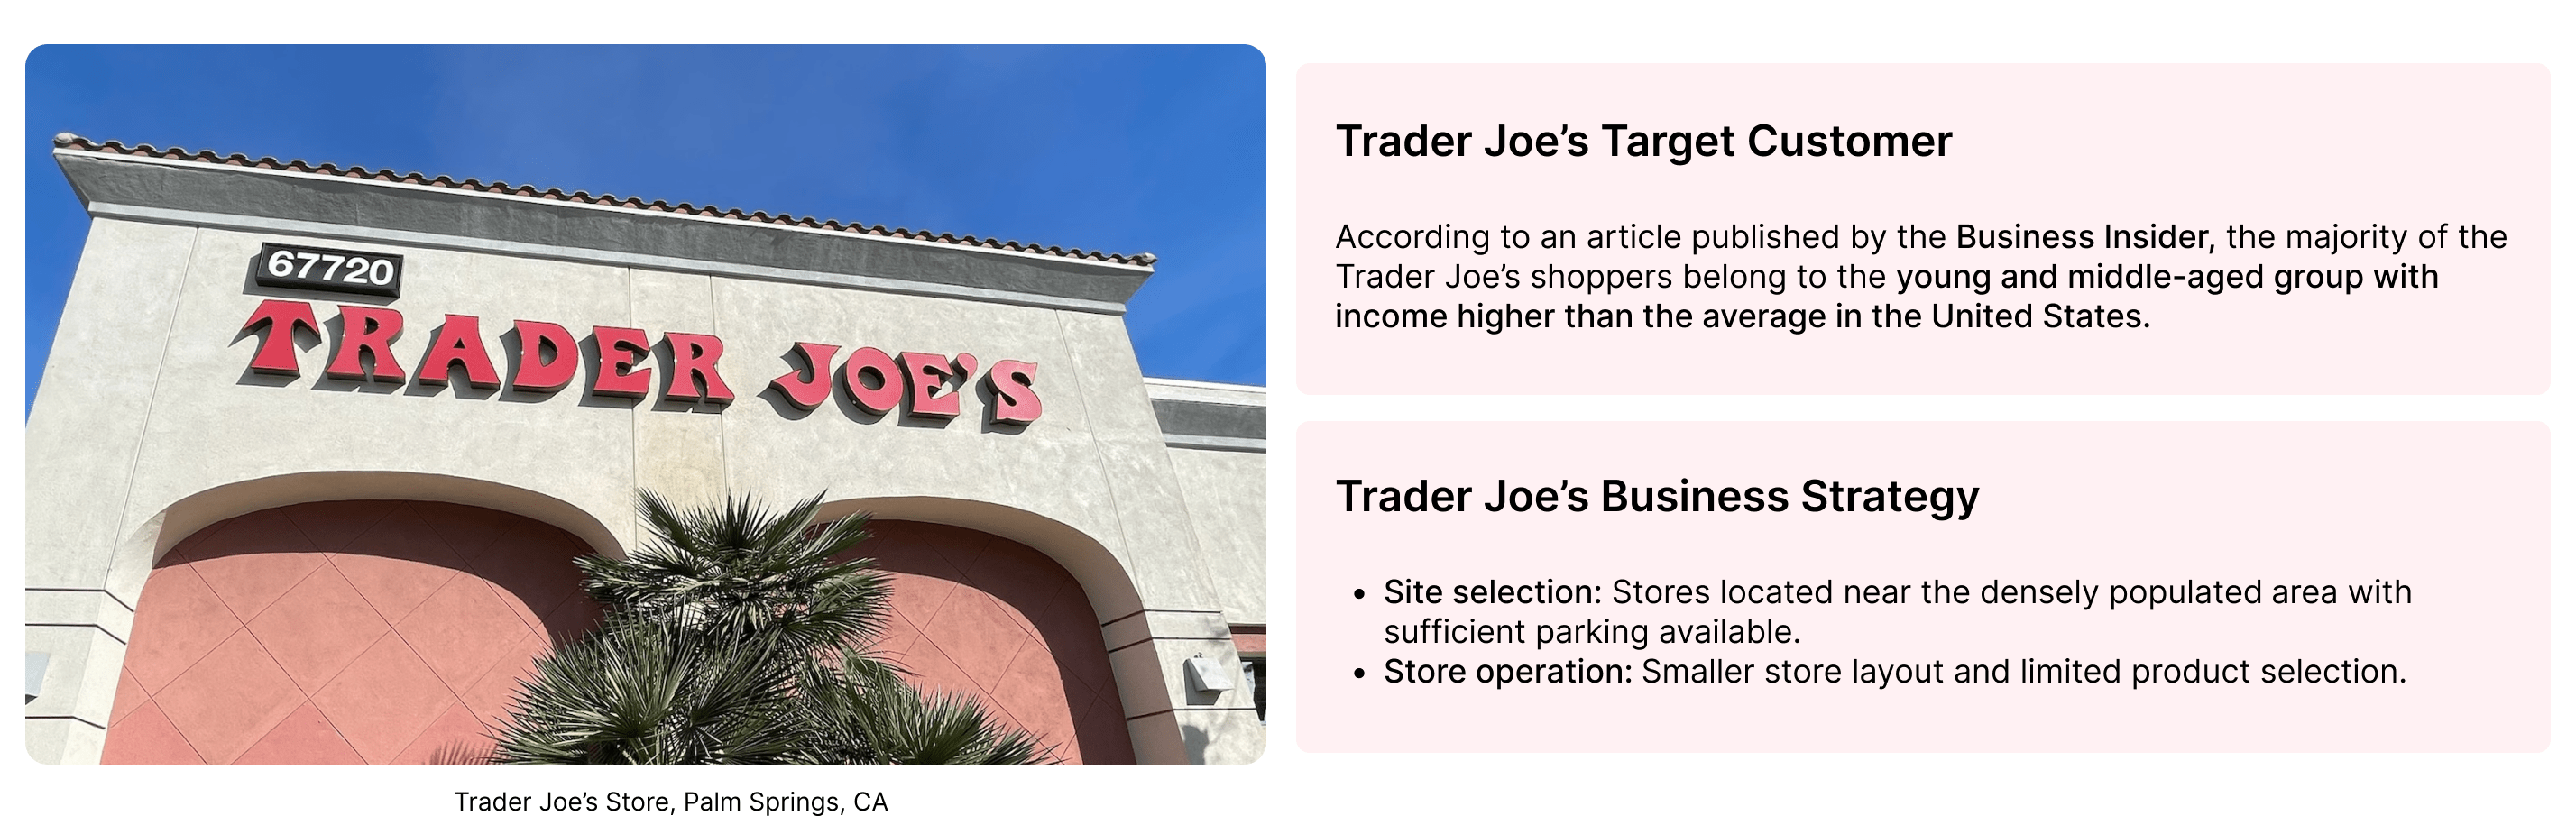 67720
TRADER JOE'S
Trader Joe’s Store, Palm Springs, CA
Trader Joe’s Target Customer
According to an article published by the Business Insider, the majority of the
Trader Joe’s shoppers belong to the young and middle-aged group with
income higher than the average in the United States.
Trader Joe’s Business Strategy
• Site selection: Stores located near the densely populated area with
sufficient parking available.
• Store operation: Smaller store layout and limited product selection.